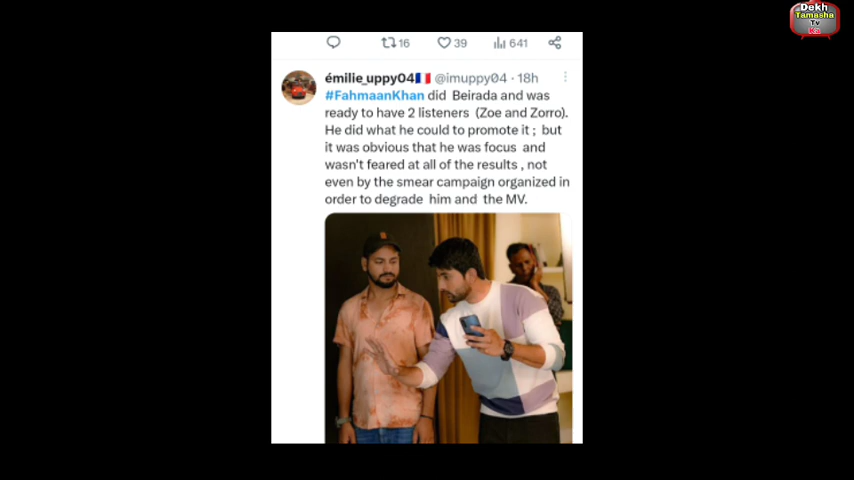 Dekh
Tamasha
Tv
Ka
16 39 641
émilie_uppy04🇫🇷 @imuppy04 · 18h
#FahmaanKhan did Beirada and was
ready to have 2 listeners (Zoe and Zorro).
He did what he could to promote it ; but
it was obvious that he was focus and
wasn't feared at all of the results , not
even by the smear campaign organized in
order to degrade him and the MV.